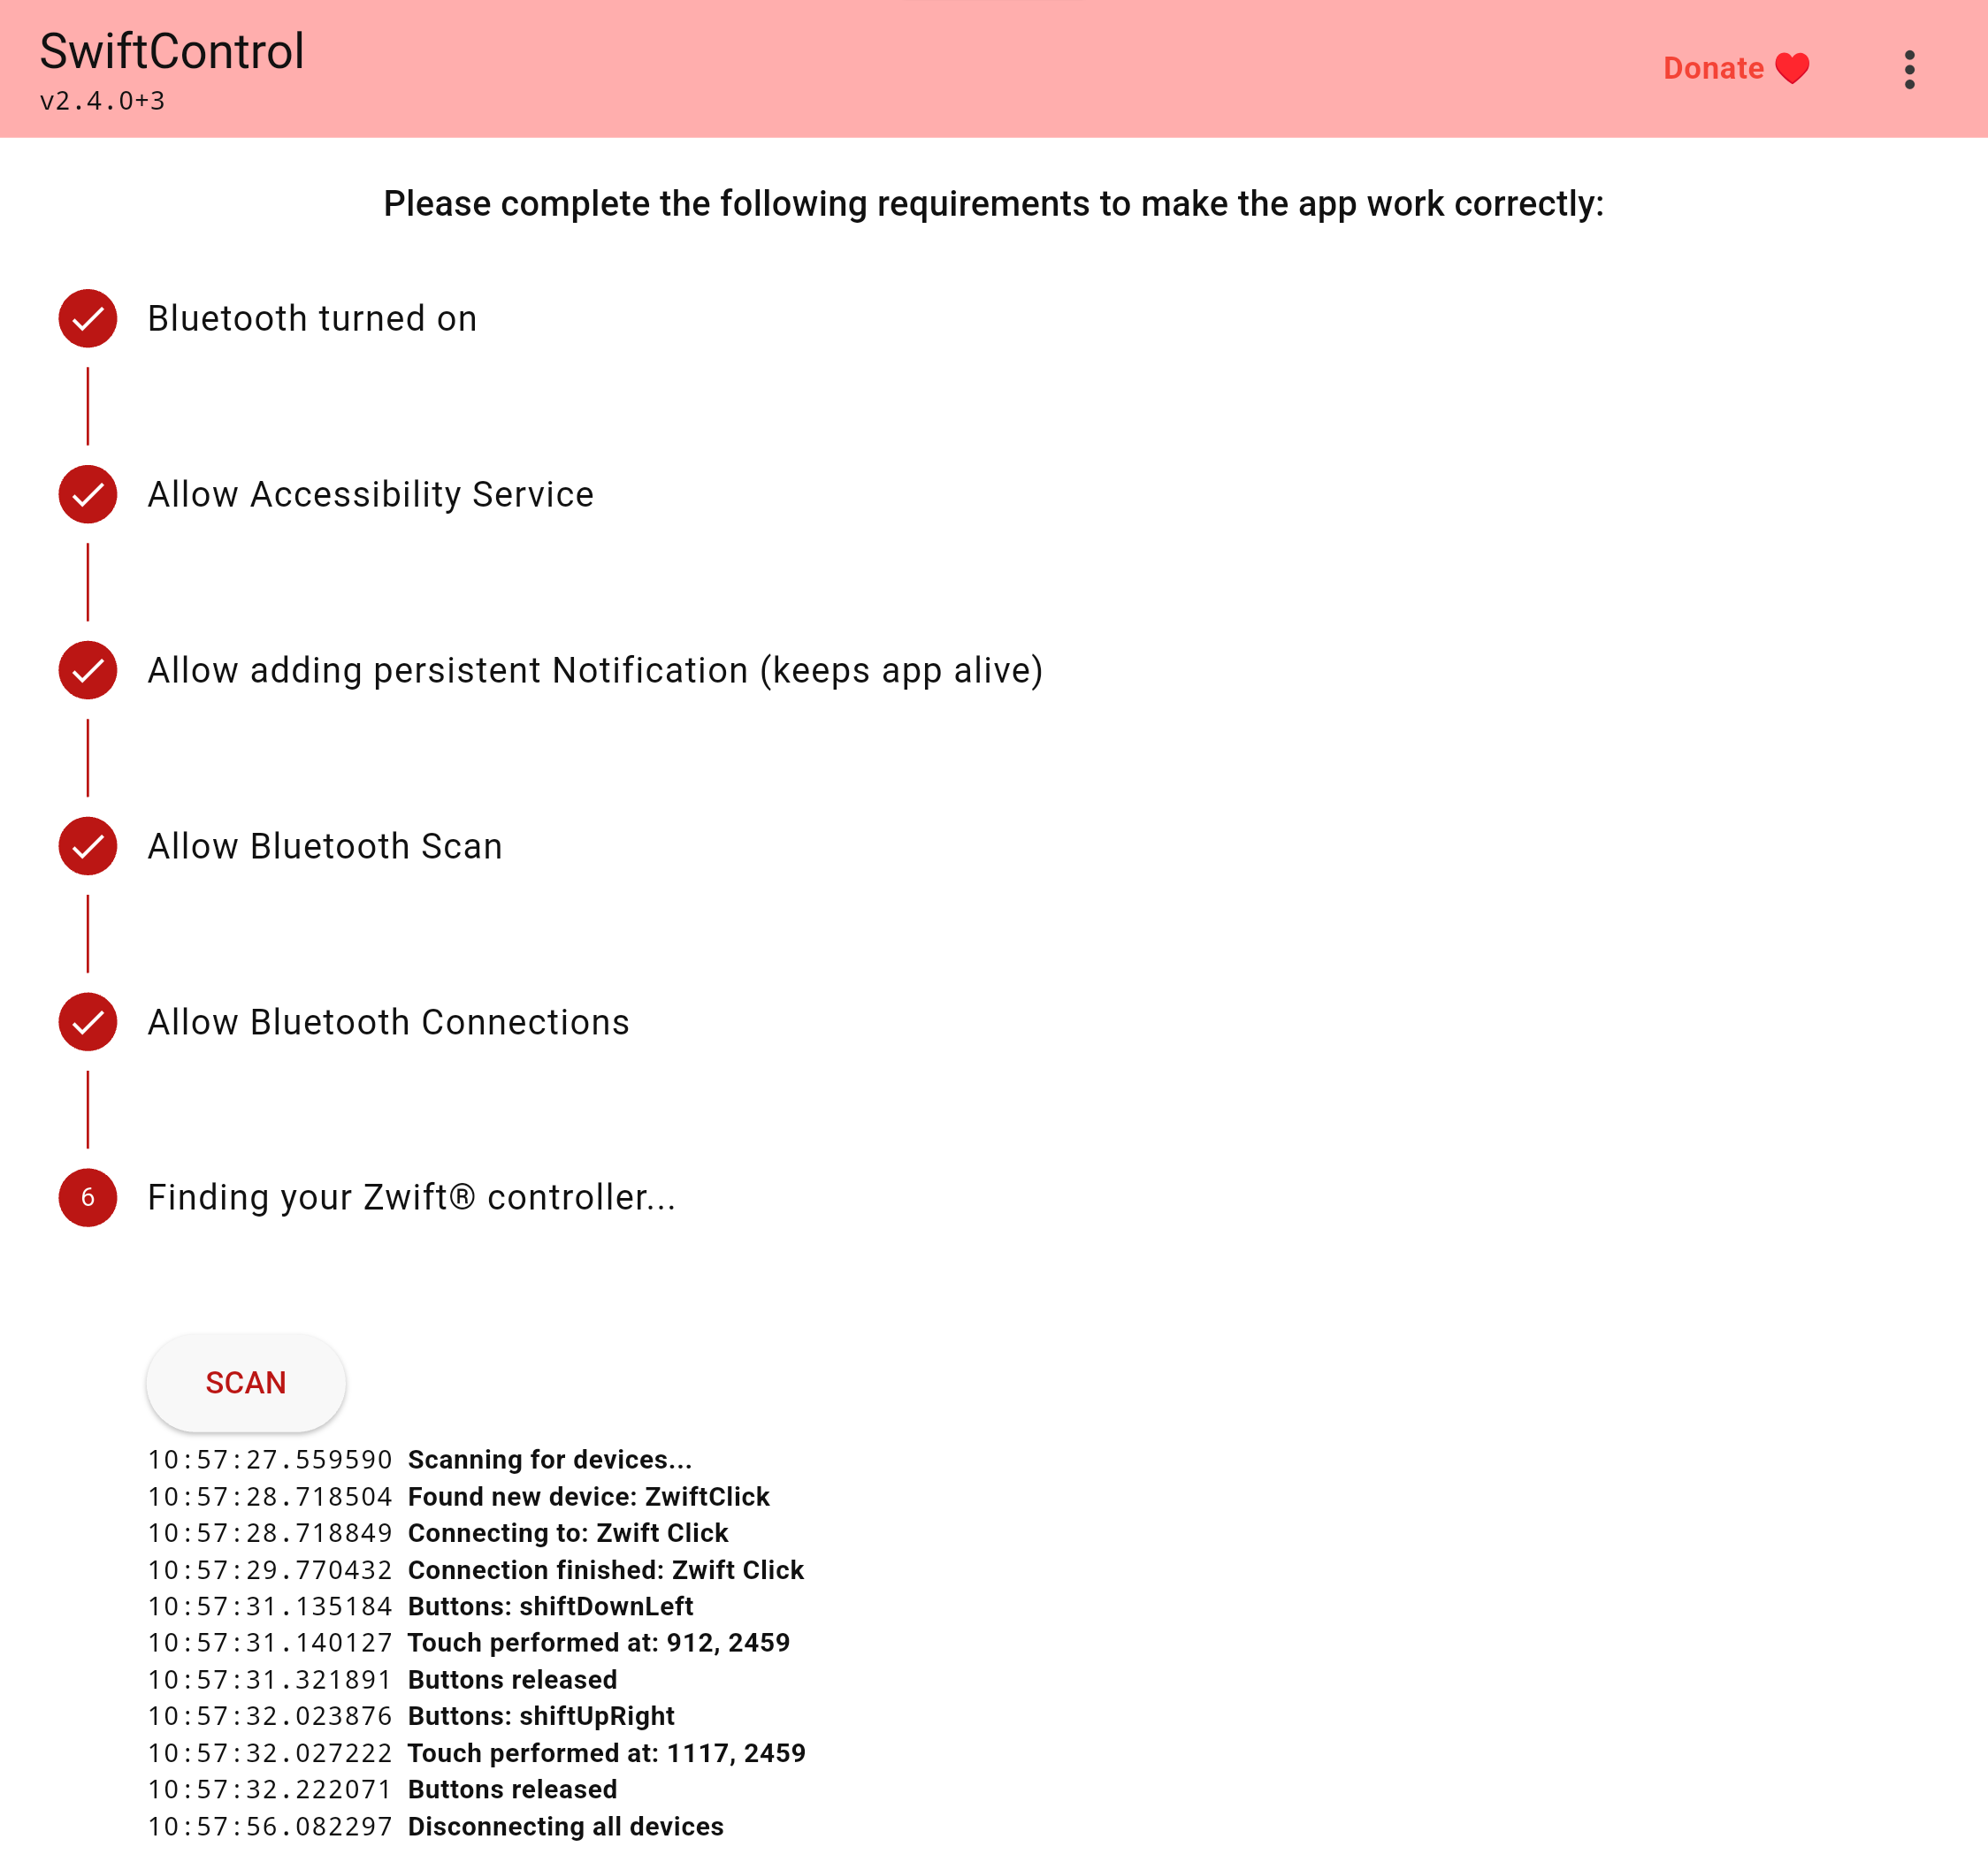 SwiftControl
v2.4.0+3
Donate ❤️
Please complete the following requirements to make the app work correctly:
Bluetooth turned on
Allow Accessibility Service
Allow adding persistent Notification (keeps app alive)
Allow Bluetooth Scan
Allow Bluetooth Connections
6 Finding your Zwift® controller...
SCAN
10:57:27.559590 Scanning for devices...
10:57:28.718504 Found new device: ZwiftClick
10:57:28.718849 Connecting to: Zwift Click
10:57:29.770432 Connection finished: Zwift Click
10:57:31.135184 Buttons: shiftDownLeft
10:57:31.140127 Touch performed at: 912, 2459
10:57:31.321891 Buttons released
10:57:32.023876 Buttons: shiftUpRight
10:57:32.027222 Touch performed at: 1117, 2459
10:57:32.222071 Buttons released
10:57:56.082297 Disconnecting all devices